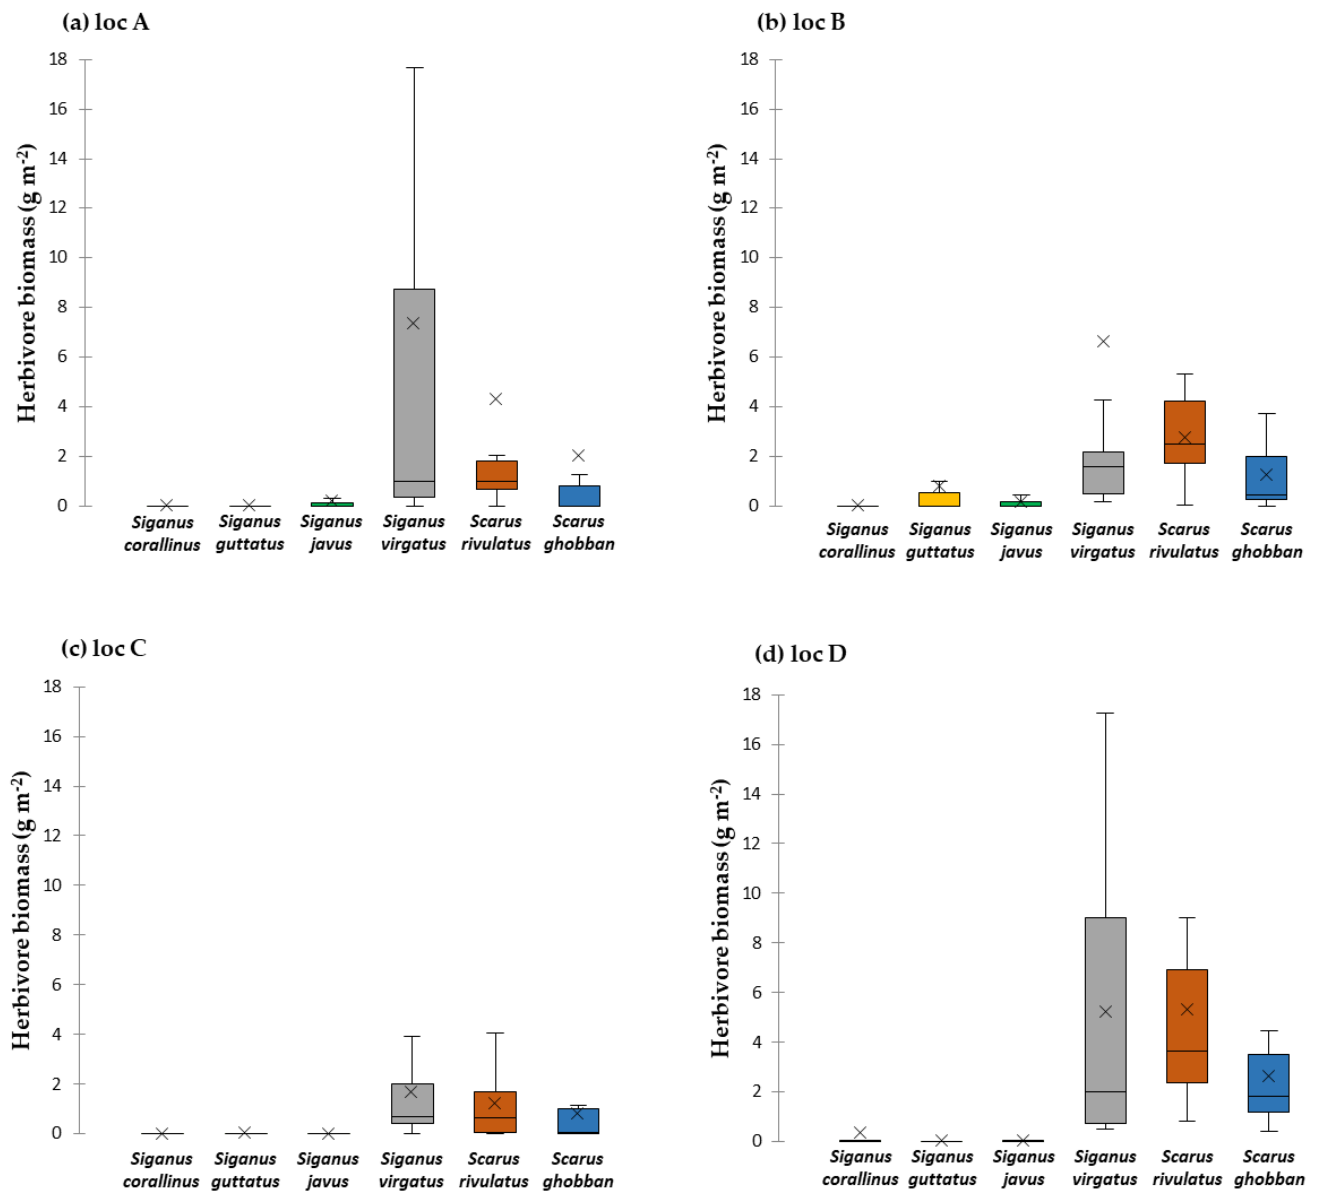 (a) loc A
Herbivore biomass (g m-2)
18
16
14
12
10
8
6
4
2
0
Siganus corallinus
Siganus guttatus
Siganus javus
Siganus virgatus
Scarus rivulatus
Scarus ghobban
(b) loc B
Herbivore biomass (g m-2)
18
16
14
12
10
8
6
4
2
0
Siganus corallinus
Siganus guttatus
Siganus javus
Siganus virgatus
Scarus rivulatus
Scarus ghobban
(c) loc C
Herbivore biomass (g m-2)
18
16
14
12
10
8
6
4
2
0
Siganus corallinus
Siganus guttatus
Siganus javus
Siganus virgatus
Scarus rivulatus
Scarus ghobban
(d) loc D
Herbivore biomass (g m-2)
18
16
14
12
10
8
6
4
2
0
Siganus corallinus
Siganus guttatus
Siganus javus
Siganus virgatus
Scarus rivulatus
Scarus ghobban